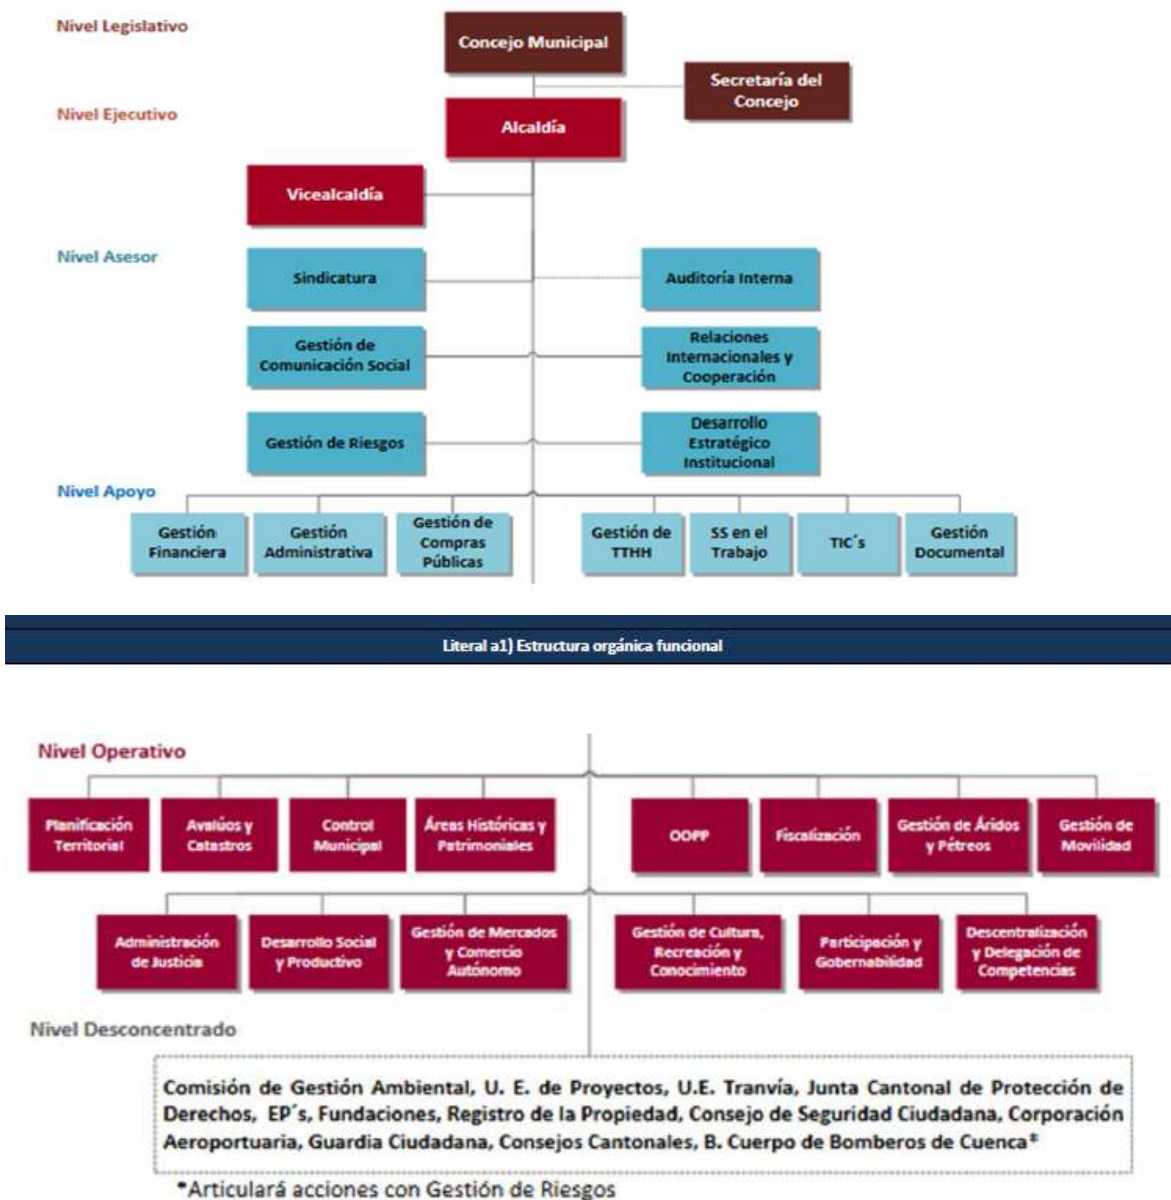 Nivel Legislativo
Concejo Municipal
Secretaría del
Concejo
Nivel Ejecutivo
Alcaldía
Vicealcaldía
Nivel Asesor
Sindicatura
Auditoría Interna
Gestión de
Comunicación Social
Relaciones
Internacionales y
Cooperación
Gestión de Riesgos
Desarrollo
Estratégico
Institucional
Nivel Apoyo
Gestión
Financiera
Gestión
Administrativa
Gestión de
Compras
Públicas
Gestión de
TTHH
SS en el
Trabajo
TIC´s
Gestión
Documental
Literal a1) Estructura orgánica funcional
Nivel Operativo
Planificación
Territorial
Avalúos y
Catastros
Control
Municipal
Áreas Históricas y
Patrimoniales
OOPP
Fiscalización
Gestión de Áridos
y Pétreos
Gestión de
Movilidad
Administración
de Justicia
Desarrollo Social
y Productivo
Gestión de Mercados
y Comercio
Autónomo
Gestión de Cultura,
Recreación y
Conocimiento
Participación y
Gobernabilidad
Descentralización
y Delegación de
Competencias
Nivel Desconcentrado
Comisión de Gestión Ambiental, U. E. de Proyectos, U.E. Tranvía, Junta Cantonal de Protección de
Derechos, EP´s, Fundaciones, Registro de la Propiedad, Consejo de Seguridad Ciudadana, Corporación
Aeroportuaria, Guardia Ciudadana, Consejos Cantonales, B. Cuerpo de Bomberos de Cuenca*
*Articulará acciones con Gestión de Riesgos